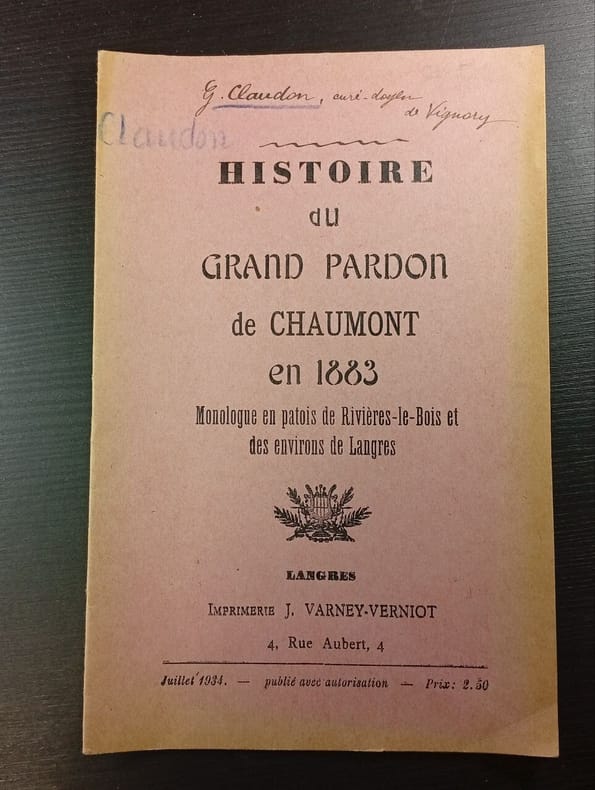 G. Claudon, curé-doyen
de Vignory
Claudon
HISTOIRE
du
GRAND PARDON
de CHAUMONT
en 1883
Monologue en patois de Rivières-le-Bois et
des environs de Langres
LANGRES
IMPRIMERIE J. VARNEY-VERNIOT
4, Rue Aubert, 4
Juillet 1934. — publié avec autorisation — Prix: 2.50